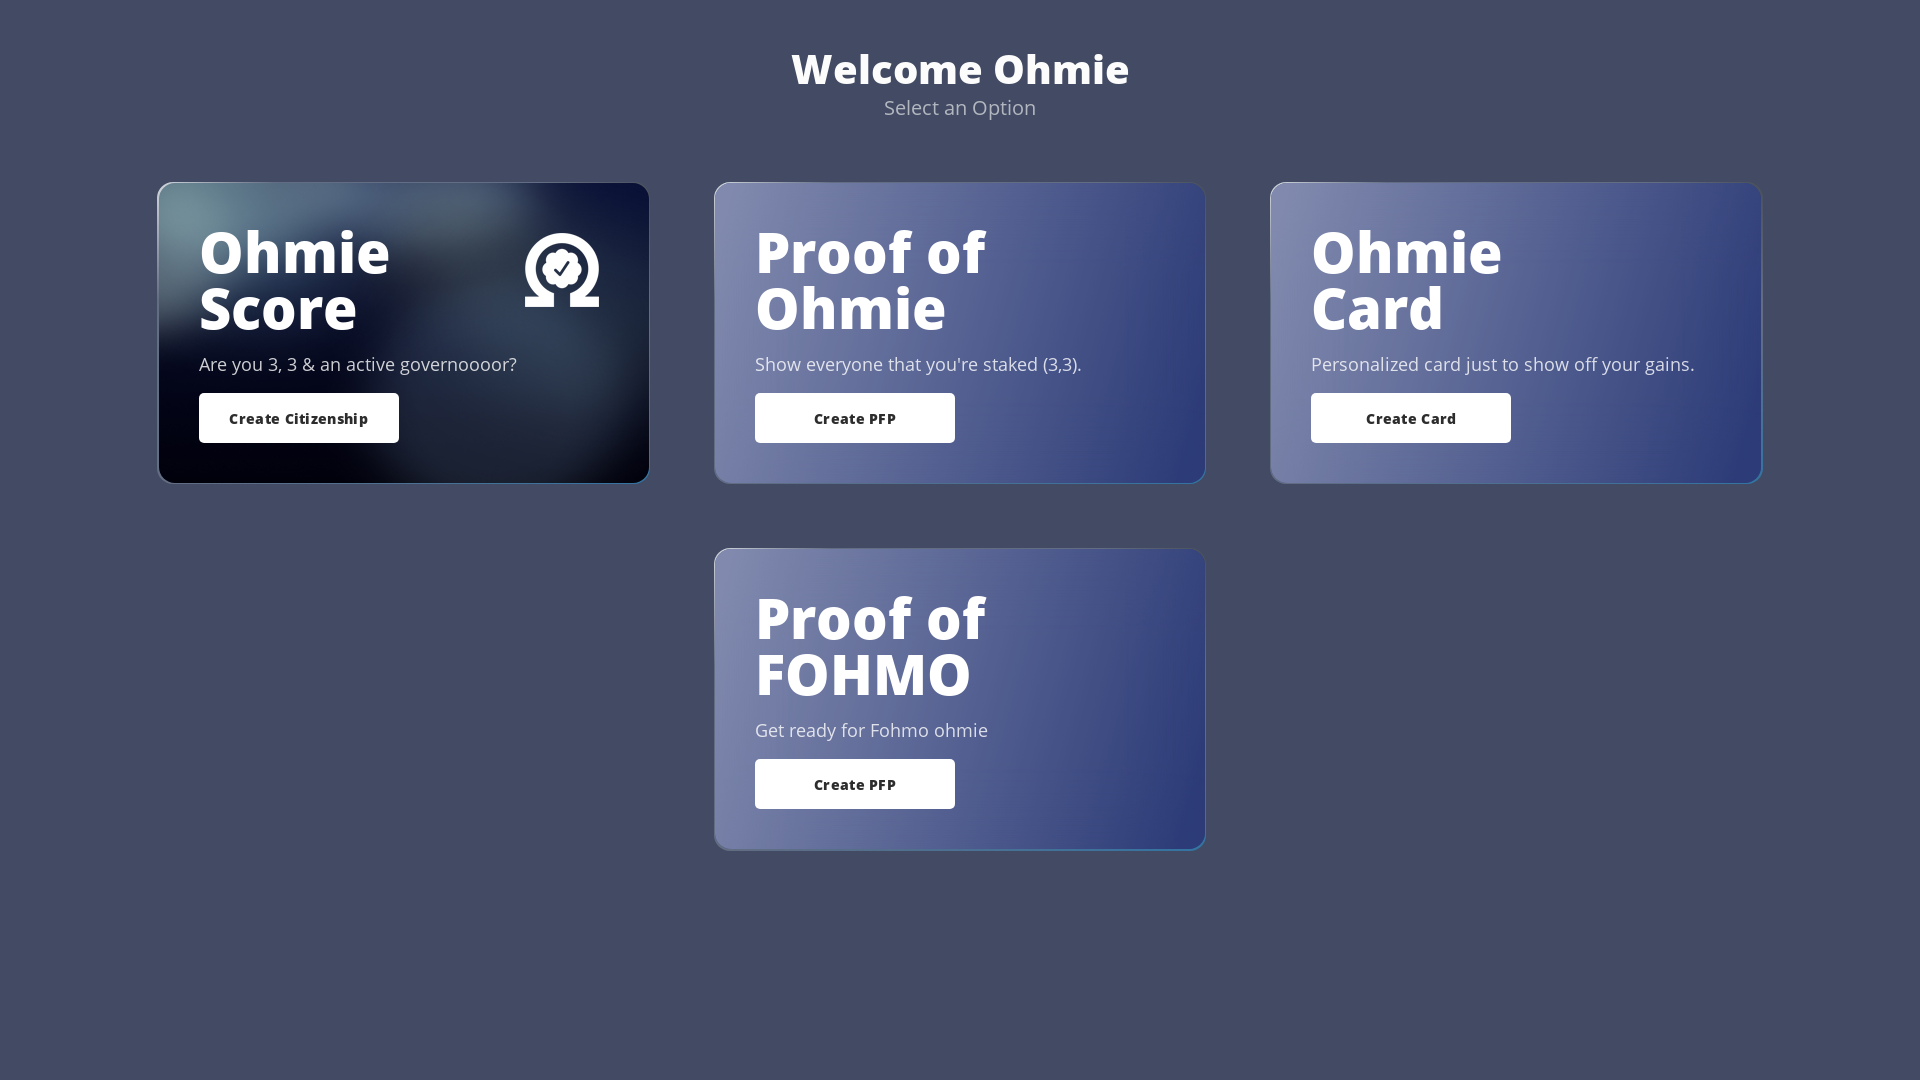 Welcome Ohmie
Select an Option
Ohmie
Score
Are you 3, 3 & an active governoooor?
Create Citizenship
Proof of
Ohmie
Show everyone that you're staked (3,3).
Create PFP
Ohmie
Card
Personalized card just to show off your gains.
Create Card
Proof of
FOHMO
Get ready for Fohmo ohmie
Create PFP